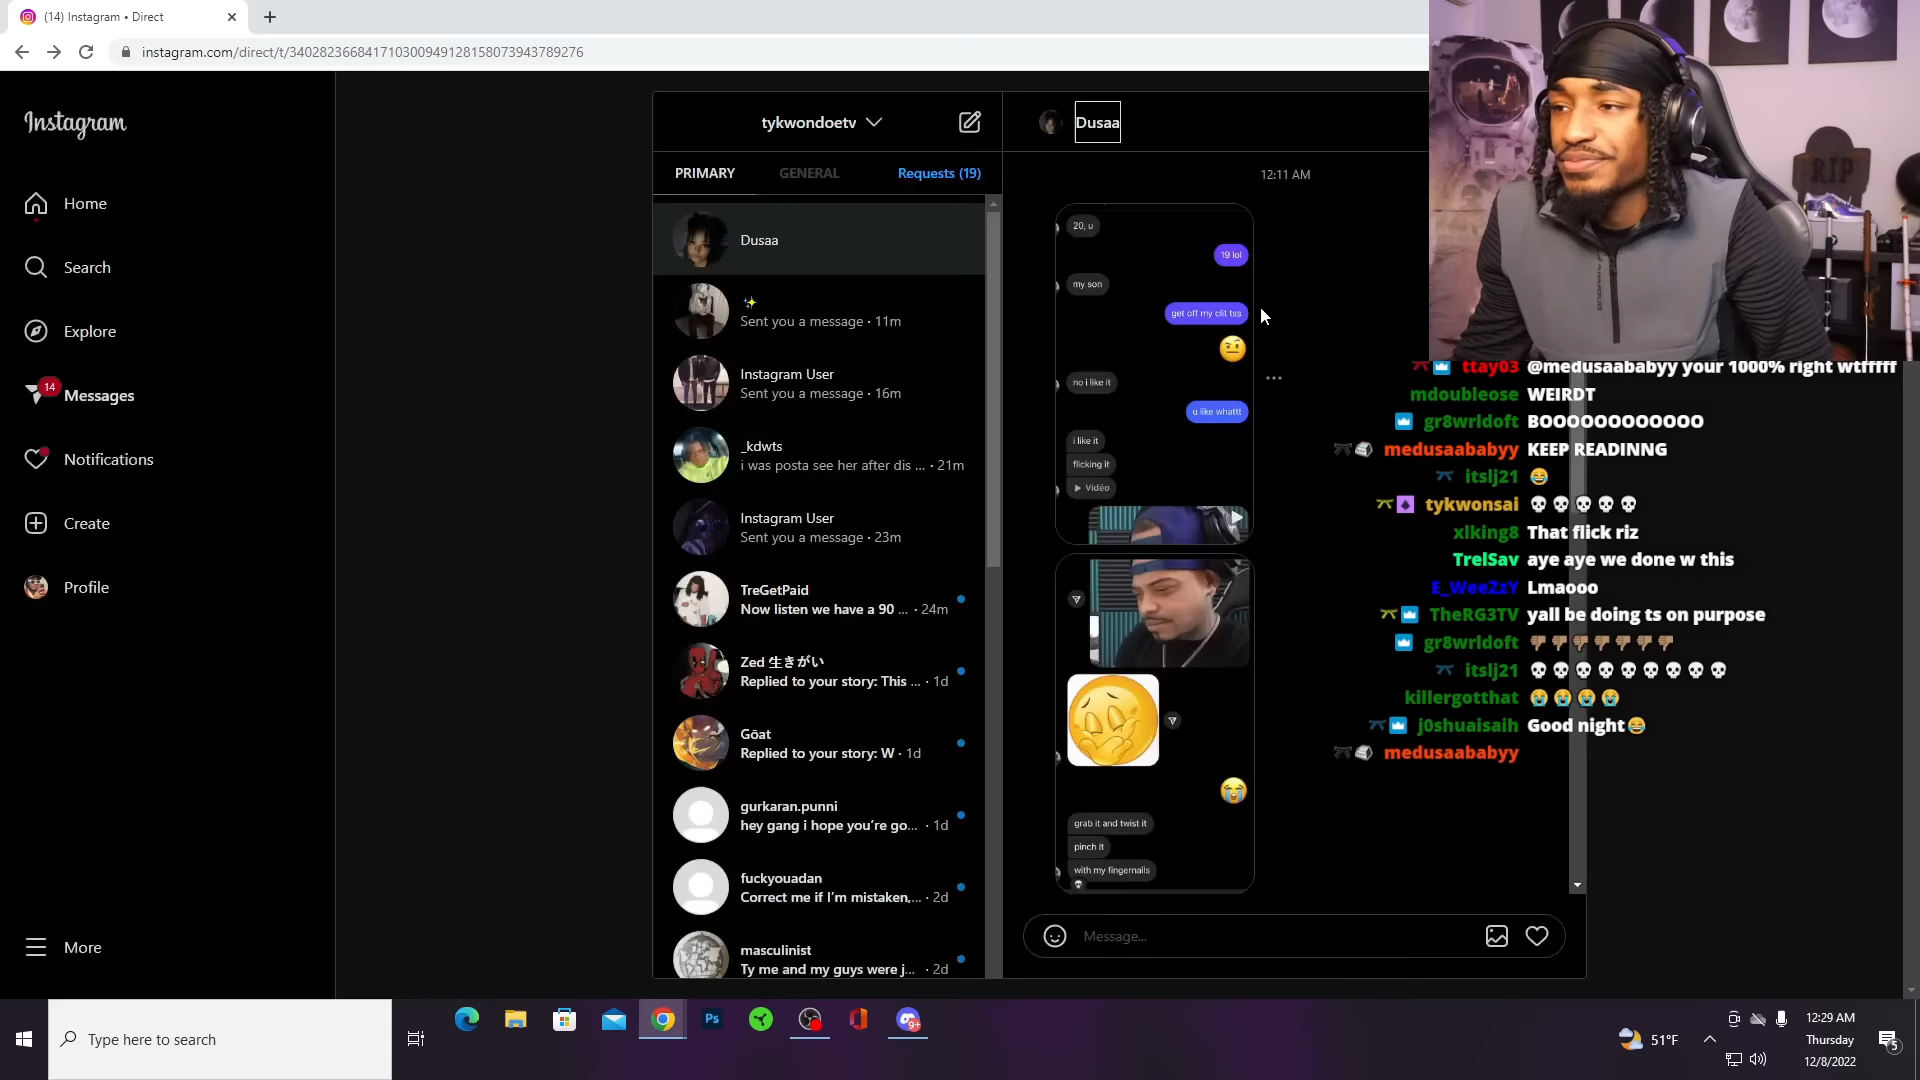 (14) Instagram • Direct
instagram.com/direct/t/340282366841710300949128158073943789276
Instagram
Home
Search
Explore
14
Messages
Notifications
Create
Profile
More
tykwondoetv
PRIMARY
GENERAL
Requests (19)
Dusaa
✨
Sent you a message • 11m
Instagram User
Sent you a message • 16m
_kdwts
i was posta see her after dis ... • 21m
Instagram User
Sent you a message • 23m
TreGetPaid
Now listen we have a 90 ... • 24m
Zed 生きがい
Replied to your story: This ... • 1d
Gōat
Replied to your story: W • 1d
gurkaran.punni
hey gang i hope you’re go... • 1d
fuckyouadan
Correct me if I’m mistaken,... • 2d
masculinist
Ty me and my guys were j... • 2d
Dusaa
12:11 AM
20, u
19 lol
my son
get off my clit tss
🤨
no i like it
u like whattt
i like it
flicking it
Vidéo
😭
grab it and twist it
pinch it
with my fingernails
💀
Message...
RIP
ttay03 @medusaababyy your 1000% right wtfffff
mdoubleose WEIRDT
gr8wrldoft BOOOOOOOOOOOO
medusaababyy KEEP READINNG
itslj21 😂
tykwonsai 💀💀💀💀💀
xlking8 That flick riz
TrelSav aye aye we done w this
E_WeeZzY Lmaooo
TheRG3TV yall be doing ts on purpose
gr8wrldoft 👎🏽👎🏽👎🏽👎🏽👎🏽👎🏽👎🏽
itslj21 💀💀💀💀💀💀💀💀💀
killergotthat 😭😭😭😭
j0shuaisaih Good night😂
medusaababyy
Type here to search
Ps
9+
51°F
12:29 AM
Thursday
12/8/2022
5